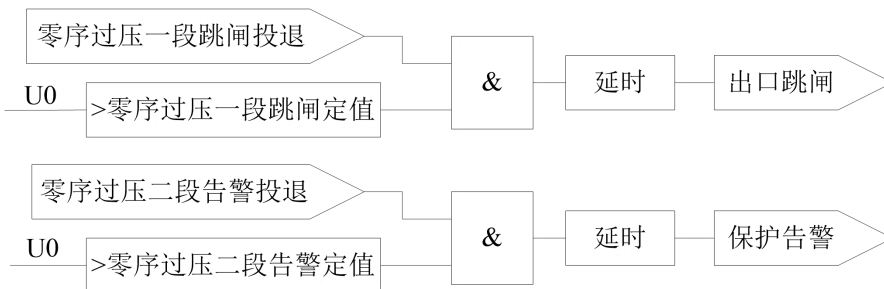 零序过压一段跳闸投退
U0
>零序过压一段跳闸定值
&
延时
出口跳闸
零序过压二段告警投退
U0
>零序过压二段告警定值
&
延时
保护告警